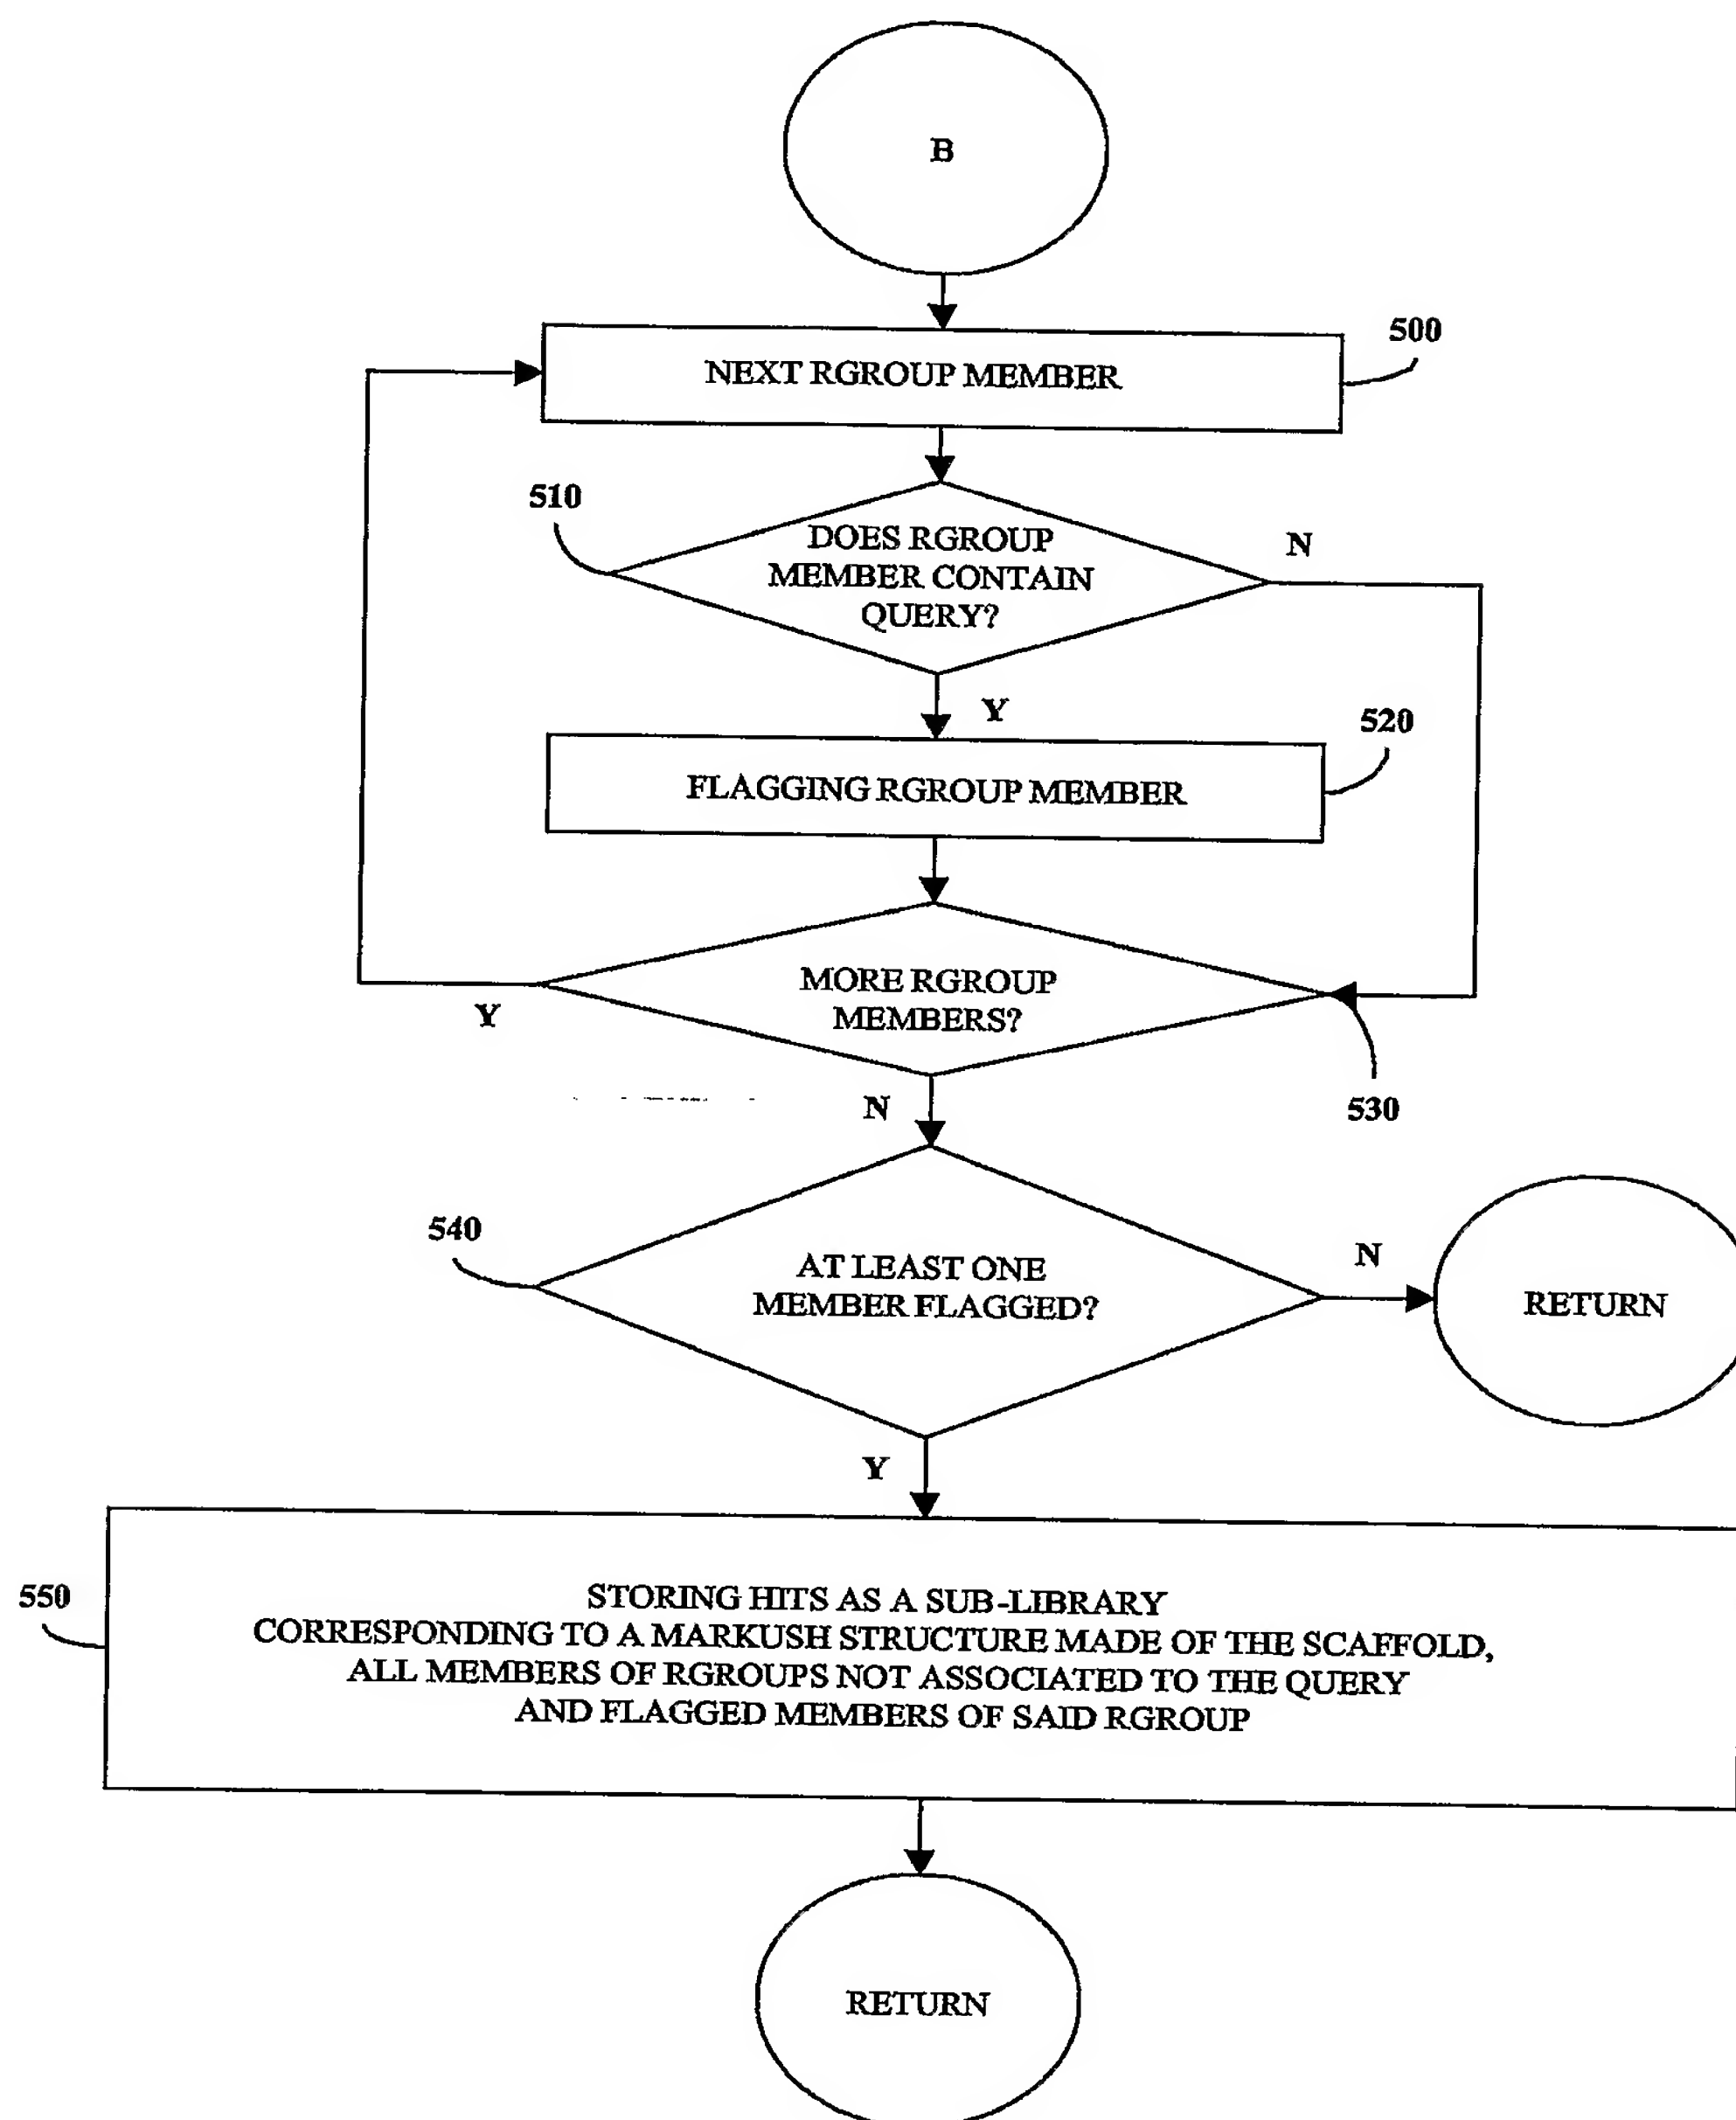 B
500
NEXT RGROUP MEMBER
510
DOES RGROUP
MEMBER CONTAIN
QUERY?
N
Y
520
FLAGGING RGROUP MEMBER
MORE RGROUP
MEMBERS?
Y
N
530
540
AT LEAST ONE
MEMBER FLAGGED?
N
RETURN
Y
550
STORING HITS AS A SUB-LIBRARY
CORRESPONDING TO A MARKUSH STRUCTURE MADE OF THE SCAFFOLD,
ALL MEMBERS OF RGROUPS NOT ASSOCIATED TO THE QUERY
AND FLAGGED MEMBERS OF SAID RGROUP
RETURN